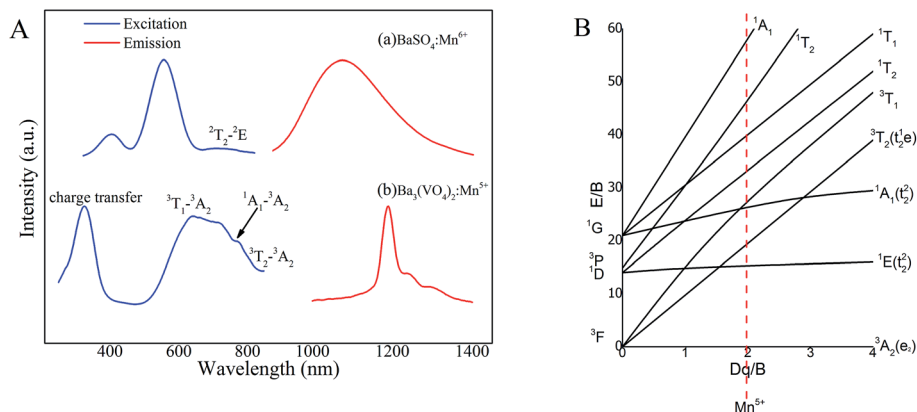 A
Excitation
Emission
(a)BaSO₄:Mn⁶⁺
²T₂-²E
charge transfer
³T₁-³A₂
¹A₁-³A₂
³T₂-³A₂
(b)Ba₃(VO₄)₂:Mn⁵⁺
Intensity (a.u.)
400 600 800 1000 1200 1400
Wavelength (nm)
B
60
50
40
30
20
10
0
E/B
¹A₁
¹T₂
¹T₁
¹T₂
³T₁
³T₂(t₂¹e)
¹A₁(t₂²)
¹E(t₂²)
³A₂(e₂)
¹G
³P
¹D
³F
0 1 2 3 4
Dq/B
Mn⁵⁺